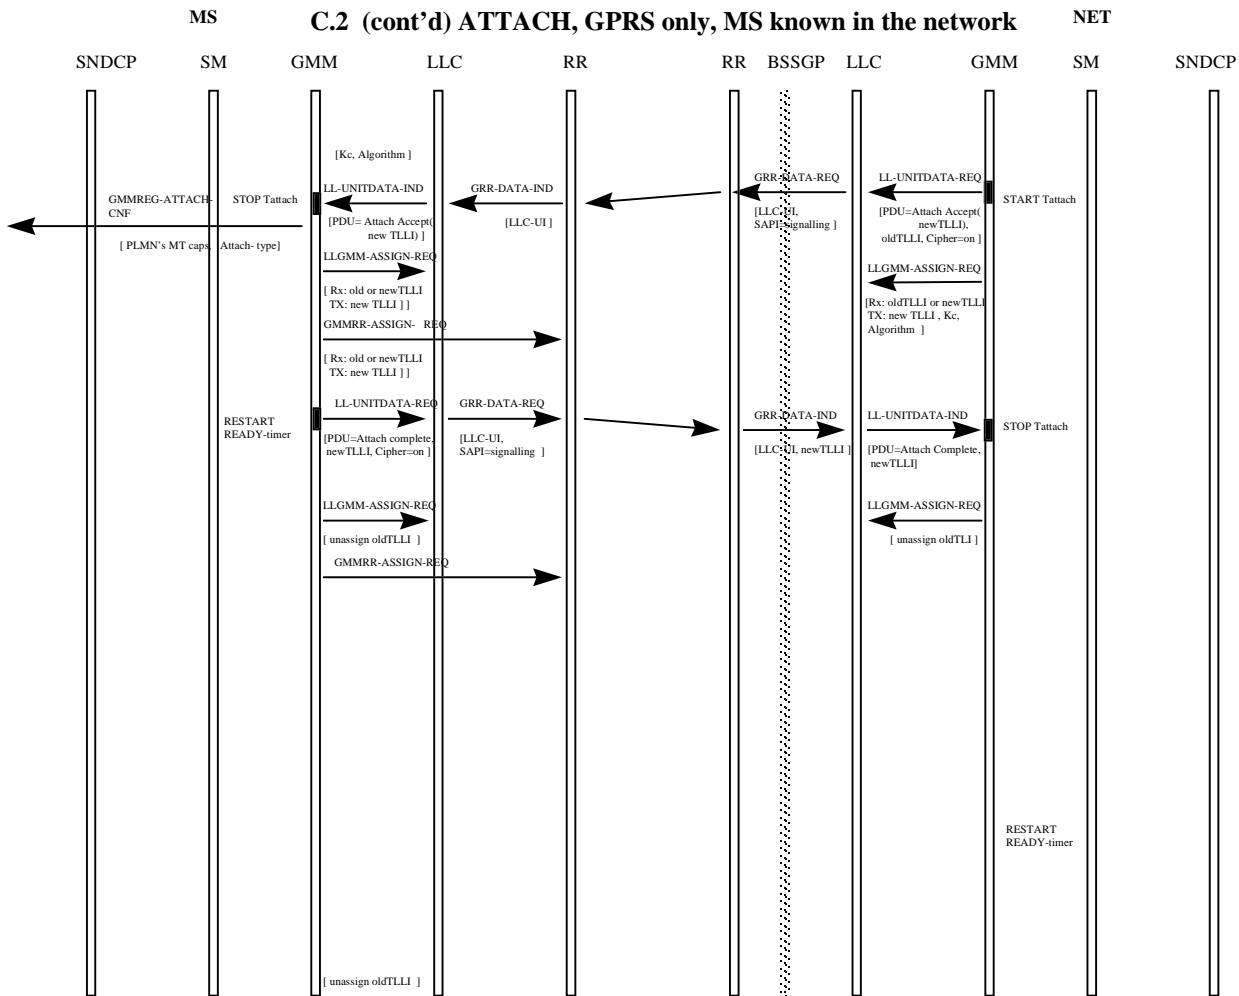 MS
C.2 (cont'd) ATTACH, GPRS only, MS known in the network
NET
SNDCP
SM
GMM
LLC
RR
RR
BSSGP
LLC
GMM
SM
SNDCP
[Kc, Algorithm ]
GMMREG-ATTACH-
CNF
STOP Tattach
LL-UNITDATA-IND
GRR-DATA-IND
GRR-DATA-REQ
LL-UNITDATA-REQ
START Tattach
[ PLMN's MT caps, Attach- type]
[PDU= Attach Accept(
new TLLI) ]
[LLC-UI ]
[LLC-UI,
SAPI=signalling ]
[PDU=Attach Accept(
newTLLI),
oldTLLI, Cipher=on ]
LLGMM-ASSIGN-REQ
[ Rx: old or newTLLI
TX: new TLLI ] ]
LLGMM-ASSIGN-REQ
[Rx: oldTLLI or newTLLI
TX: new TLLI , Kc,
Algorithm ]
GMMRR-ASSIGN- REQ
[ Rx: old or newTLLI
TX: new TLLI ] ]
RESTART
READY-timer
LL-UNITDATA-REQ
GRR-DATA-REQ
GRR-DATA-IND
LL-UNITDATA-IND
STOP Tattach
[PDU=Attach complete,
newTLLI, Cipher=on ]
[LLC-UI,
SAPI=signalling ]
[LLC-UI, newTLLI ]
[PDU=Attach Complete,
newTLLI]
LLGMM-ASSIGN-REQ
[ unassign oldTLLI ]
LLGMM-ASSIGN-REQ
[ unassign oldTLI ]
GMMRR-ASSIGN-REQ
RESTART
READY-timer
[ unassign oldTLLI ]